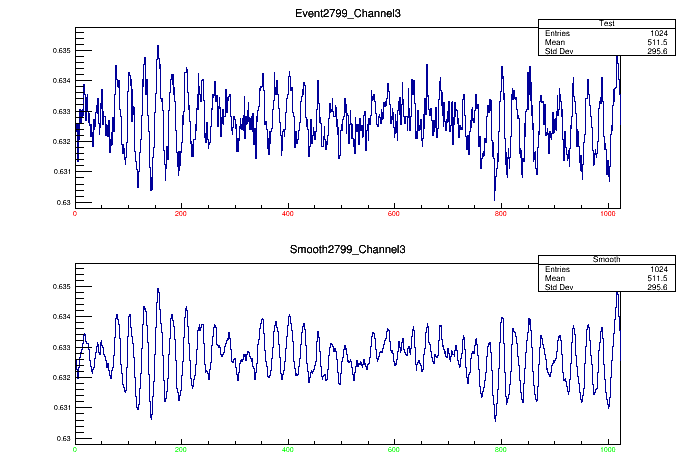 Event2799_Channel3
Test
Entries 1024
Mean 511.5
Std Dev 295.6
0.635
0.634
0.633
0.632
0.631
0.63
0 200 400 600 800 1000
Smooth2799_Channel3
Smooth
Entries 1024
Mean 511.5
Std Dev 295.6
0.635
0.634
0.633
0.632
0.631
0.63
0 200 400 600 800 1000